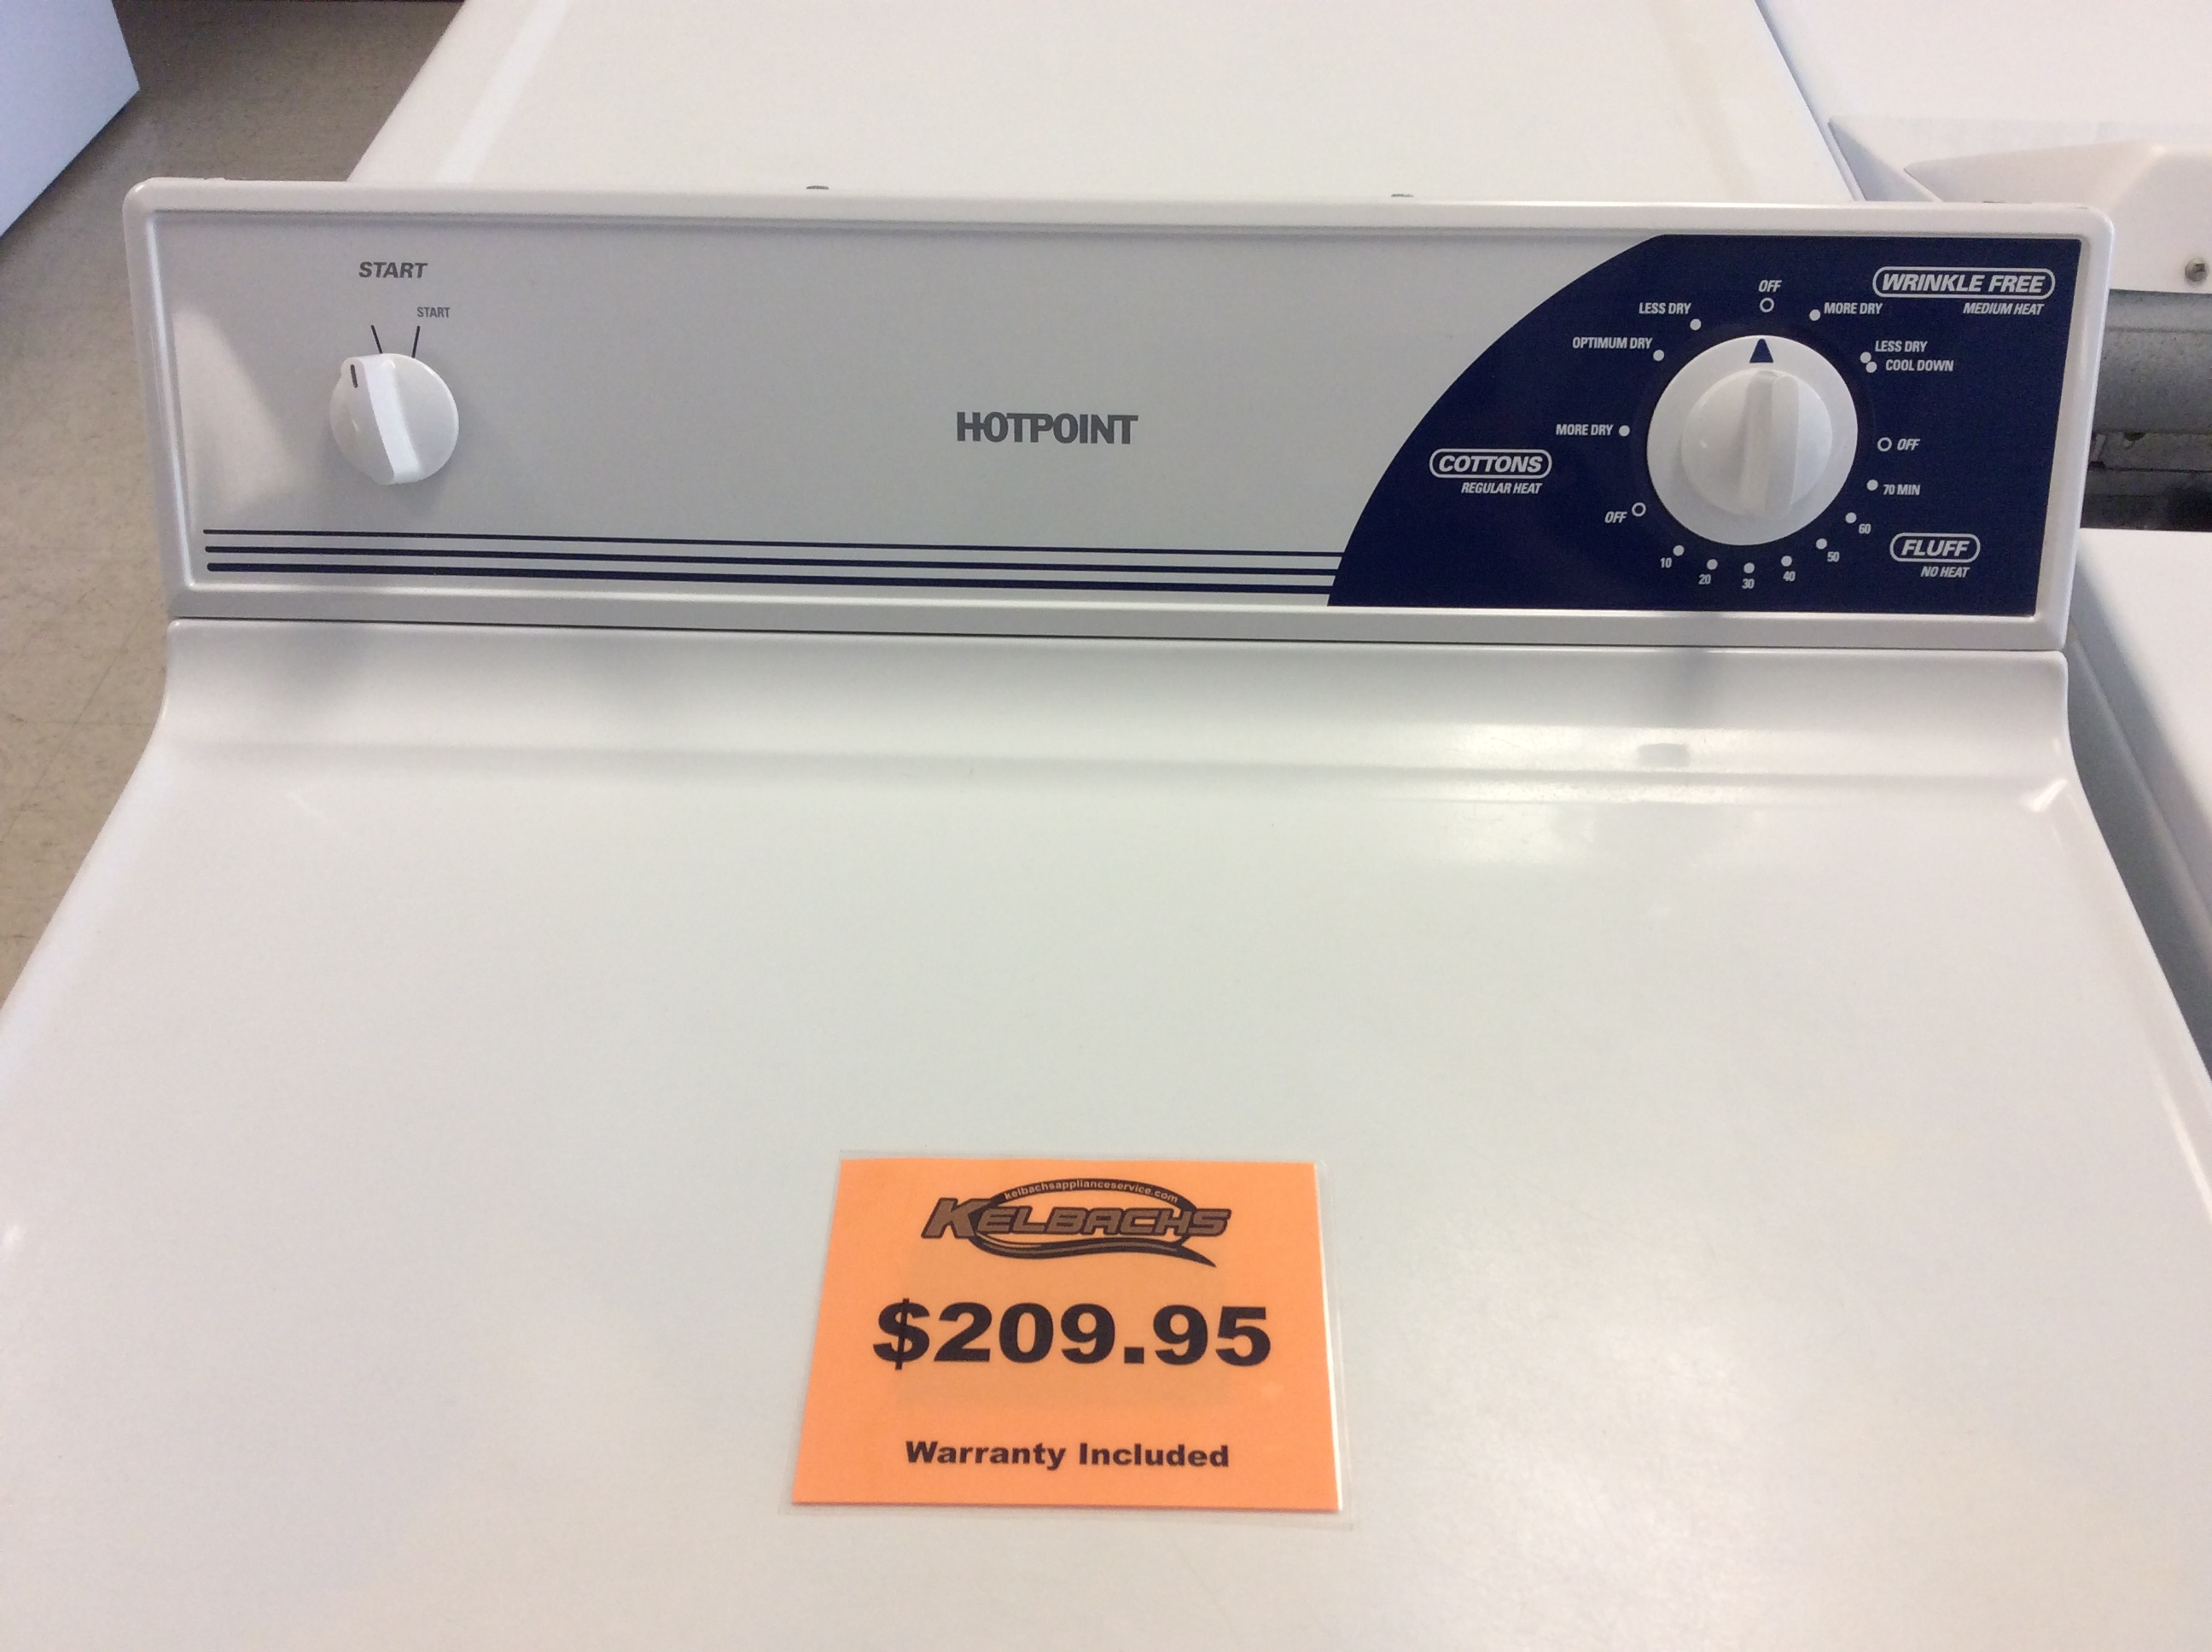 START
START
HOTPOINT
OFF
WRINKLE FREE
MEDIUM HEAT
LESS DRY
MORE DRY
OPTIMUM DRY
LESS DRY
COOL DOWN
MORE DRY
OFF
COTTONS
REGULAR HEAT
70 MIN
OFF
60
FLUFF
NO HEAT
50
40
30
20
10
kelbachsapplianceservice.com
KELBACHS
$209.95
Warranty Included